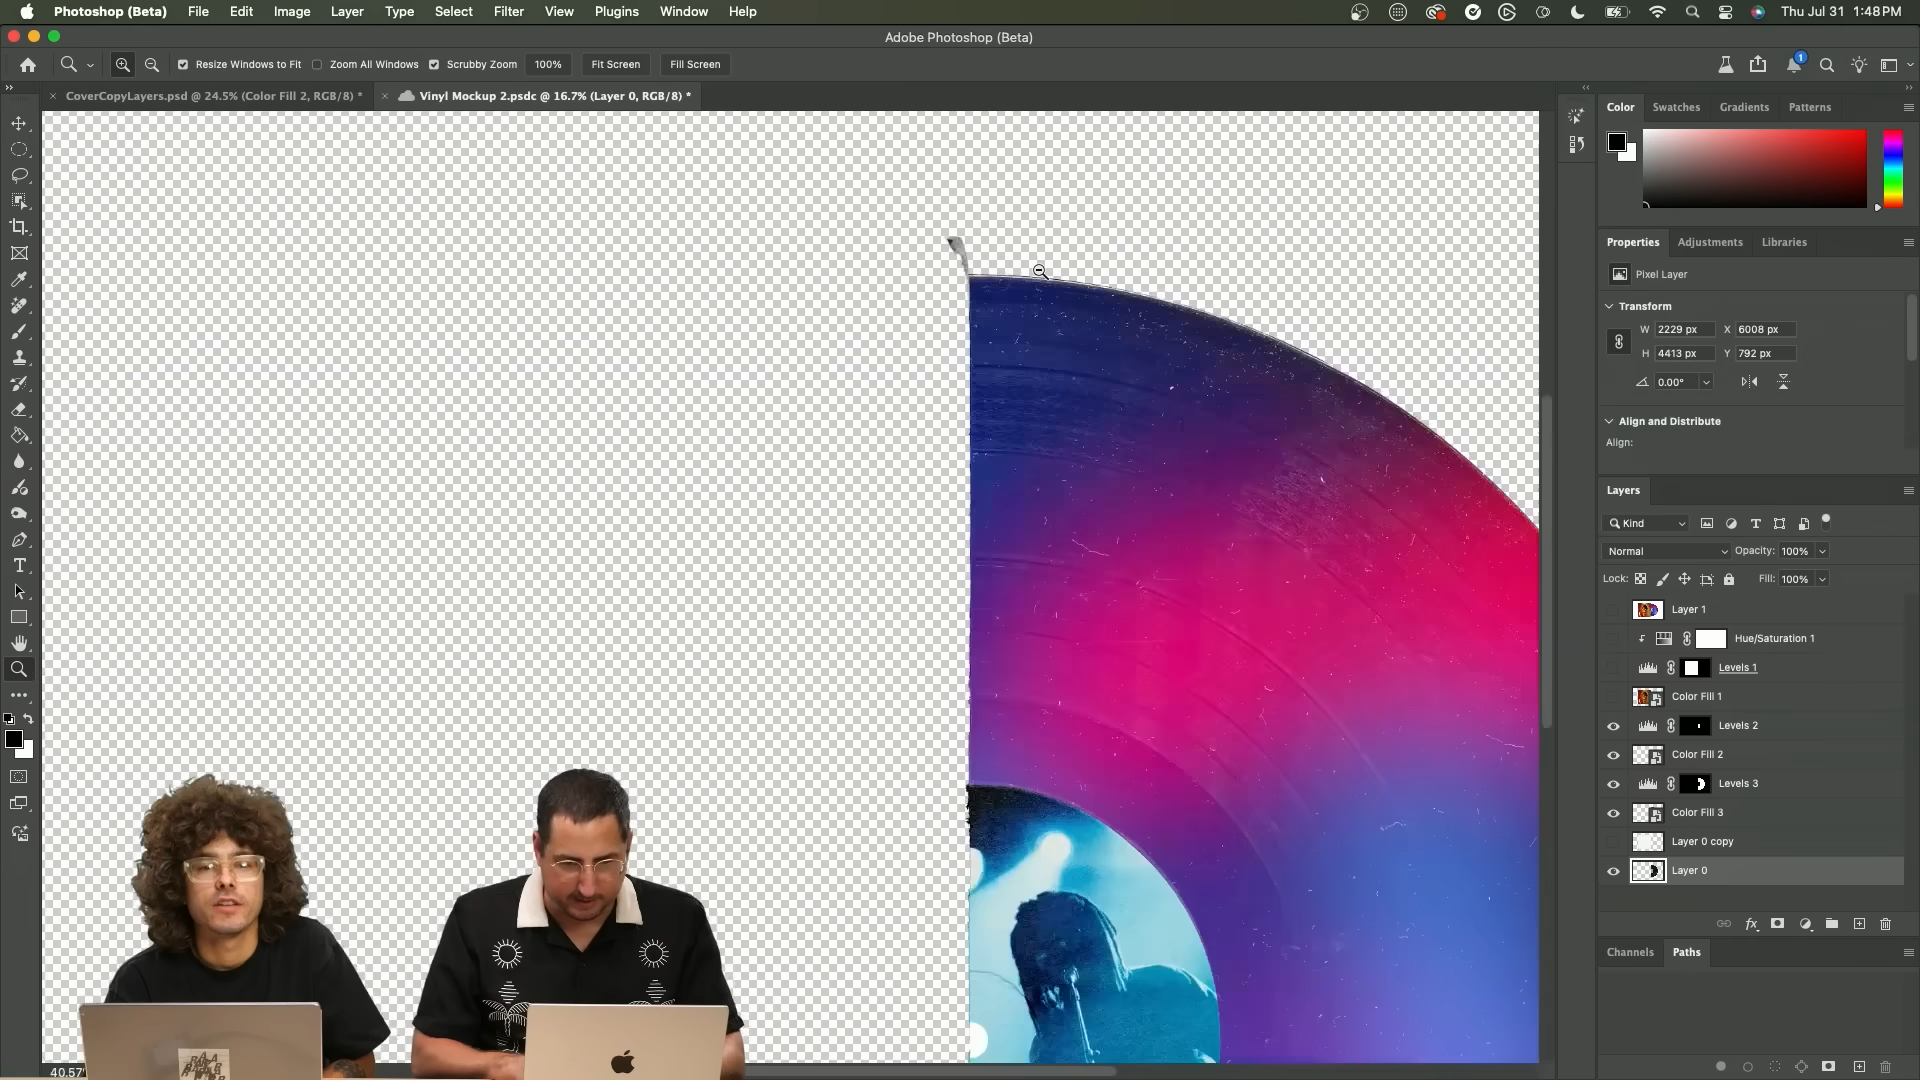 Photoshop (Beta) File Edit Image Layer Type Select Filter View Plugins Window Help
Thu Jul 31 1:48 PM
Adobe Photoshop (Beta)
Resize Windows to Fit Zoom All Windows Scrubby Zoom 100% Fit Screen Fill Screen
1
CoverCopyLayers.psd @ 24.5% (Color Fill 2, RGB/8) *
Vinyl Mockup 2.psdc @ 16.7% (Layer 0, RGB/8) *
Color Swatches Gradients Patterns
Properties Adjustments Libraries
Pixel Layer
Transform
W 2229 px X 6008 px
H 4413 px Y 792 px
0.00°
Align and Distribute
Align:
Layers
Kind
Normal Opacity: 100%
Lock: Fill: 100%
Layer 1
Hue/Saturation 1
Levels 1
Color Fill 1
Levels 2
Color Fill 2
Levels 3
Color Fill 3
Layer 0 copy
Layer 0
fx
Channels Paths
40.57